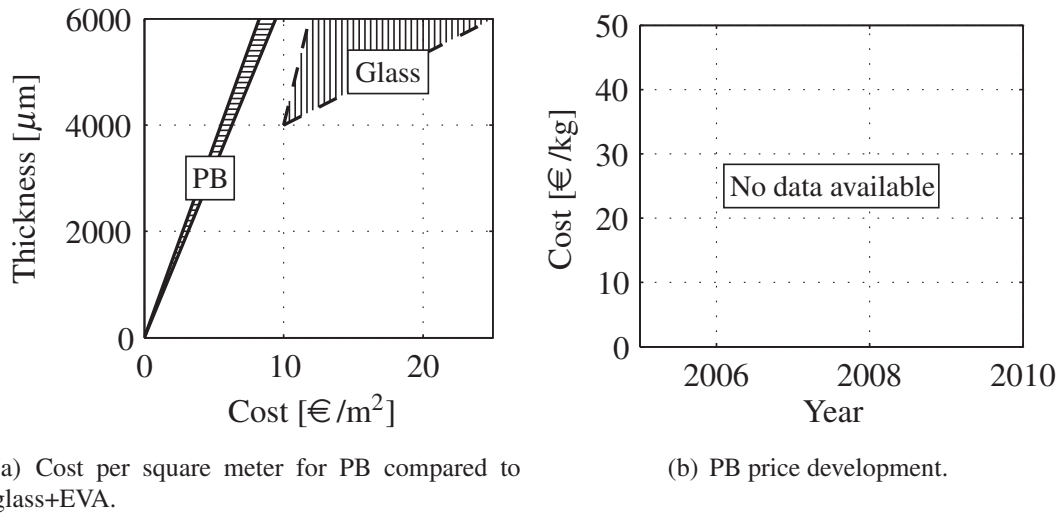 6000
4000
2000
0
Thickness [μm]
PB
Glass
0 10 20
Cost [€/m²]
50
40
30
20
10
0
Cost [€/kg]
No data available
2006 2008 2010
Year
a) Cost per square meter for PB compared to
glass+EVA.
(b) PB price development.